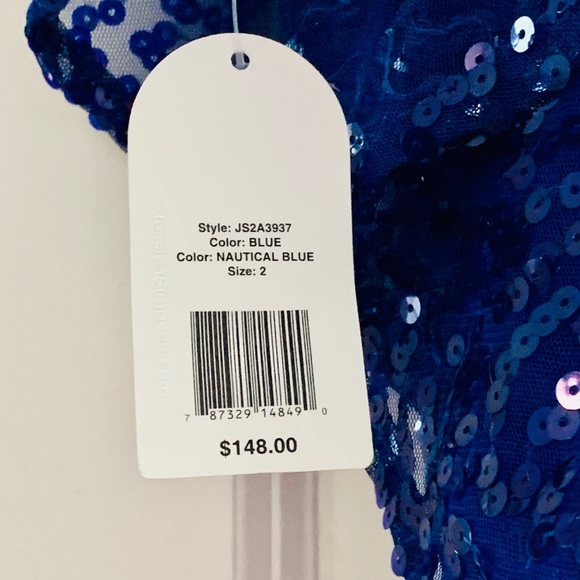 Style: JS2A3937
Color: BLUE
Color: NAUTICAL BLUE
Size: 2
7 87329 14849 0
$148.00